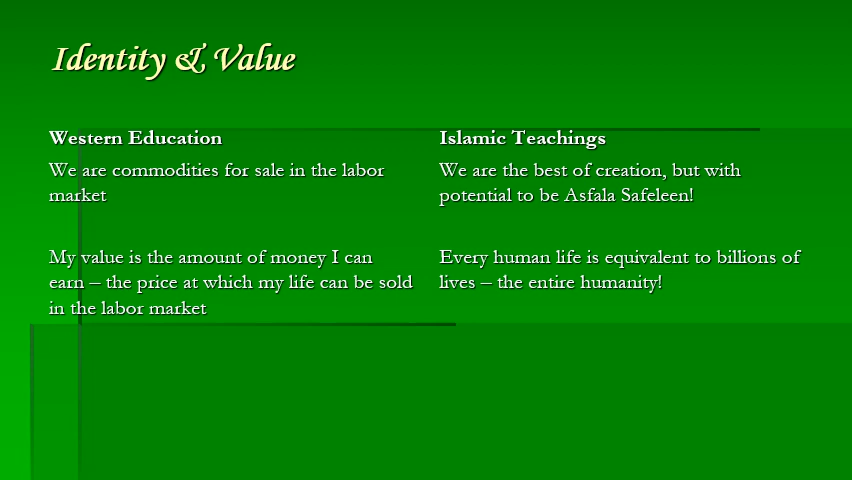 Identity & Value
Western Education
We are commodities for sale in the labor
market
My value is the amount of money I can
earn – the price at which my life can be sold
in the labor market
Islamic Teachings
We are the best of creation, but with
potential to be Asfala Safeleen!
Every human life is equivalent to billions of
lives – the entire humanity!